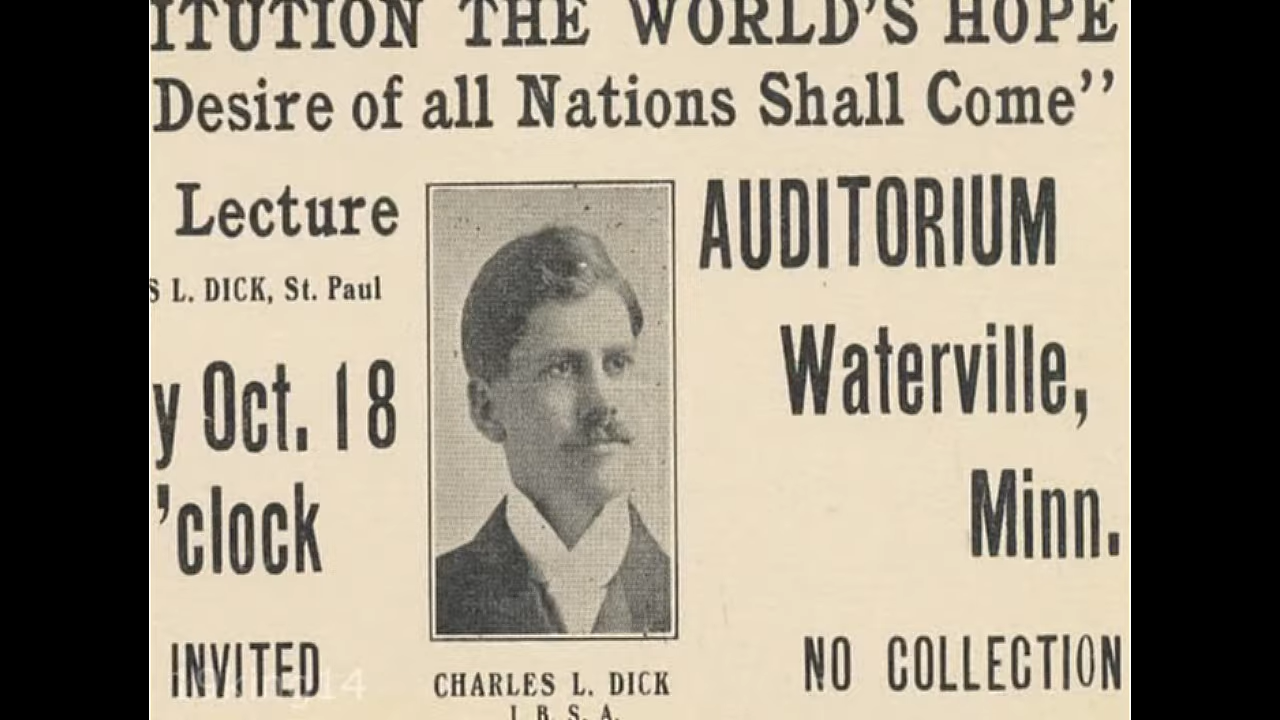 ITUTION THE WORLD'S HOPE
Desire of all Nations Shall Come”
Lecture
S L. DICK, St. Paul
y Oct. 18
'clock
INVITED
AUDITORIUM
Waterville,
Minn.
NO COLLECTION
CHARLES L. DICK
I. B. S. A.